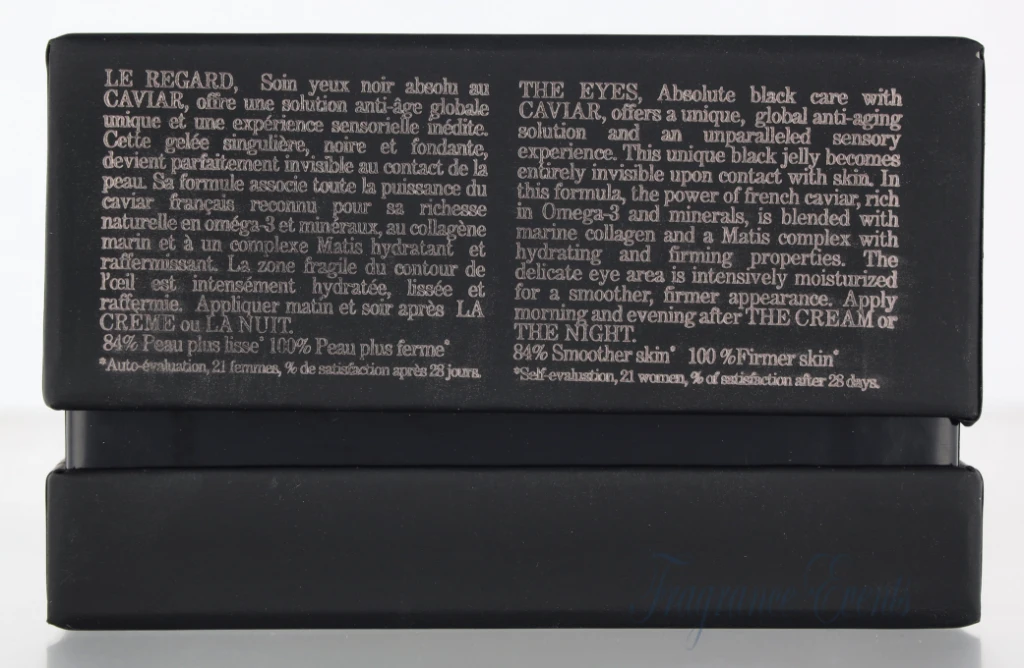 LE REGARD, Soin yeux noir absolu au
CAVIAR, offre une solution anti-âge globale
unique et une expérience sensorielle inédite.
Cette gelée singulière, noire et fondante,
devient parfaitement invisible au contact de la
peau. Sa formule associe toute la puissance du
caviar français reconnu pour sa richesse
naturelle en oméga-3 et minéraux, au collagène
marin et à un complexe Matis hydratant et
raffermissant. La zone fragile du contour de
l'œil est intensément hydratée, lissée et
raffermie. Appliquer matin et soir après LA
CREME ou LA NUIT.
84% Peau plus lisse* 100% Peau plus ferme*
*Auto-évaluation, 21 femmes, % de satisfaction après 28 jours.
THE EYES, Absolute black care with
CAVIAR, offers a unique, global anti-aging
solution and an unparalleled sensory
experience. This unique black jelly becomes
entirely invisible upon contact with skin. In
this formula, the power of french caviar, rich
in Omega-3 and minerals, is blended with
marine collagen and a Matis complex with
hydrating and firming properties. The
delicate eye area is intensively moisturized
for a smoother, firmer appearance. Apply
morning and evening after THE CREAM or
THE NIGHT.
84% Smoother skin* 100 %Firmer skin*
*Self-evaluation, 21 women, % of satisfaction after 28 days.
Fragrance Events